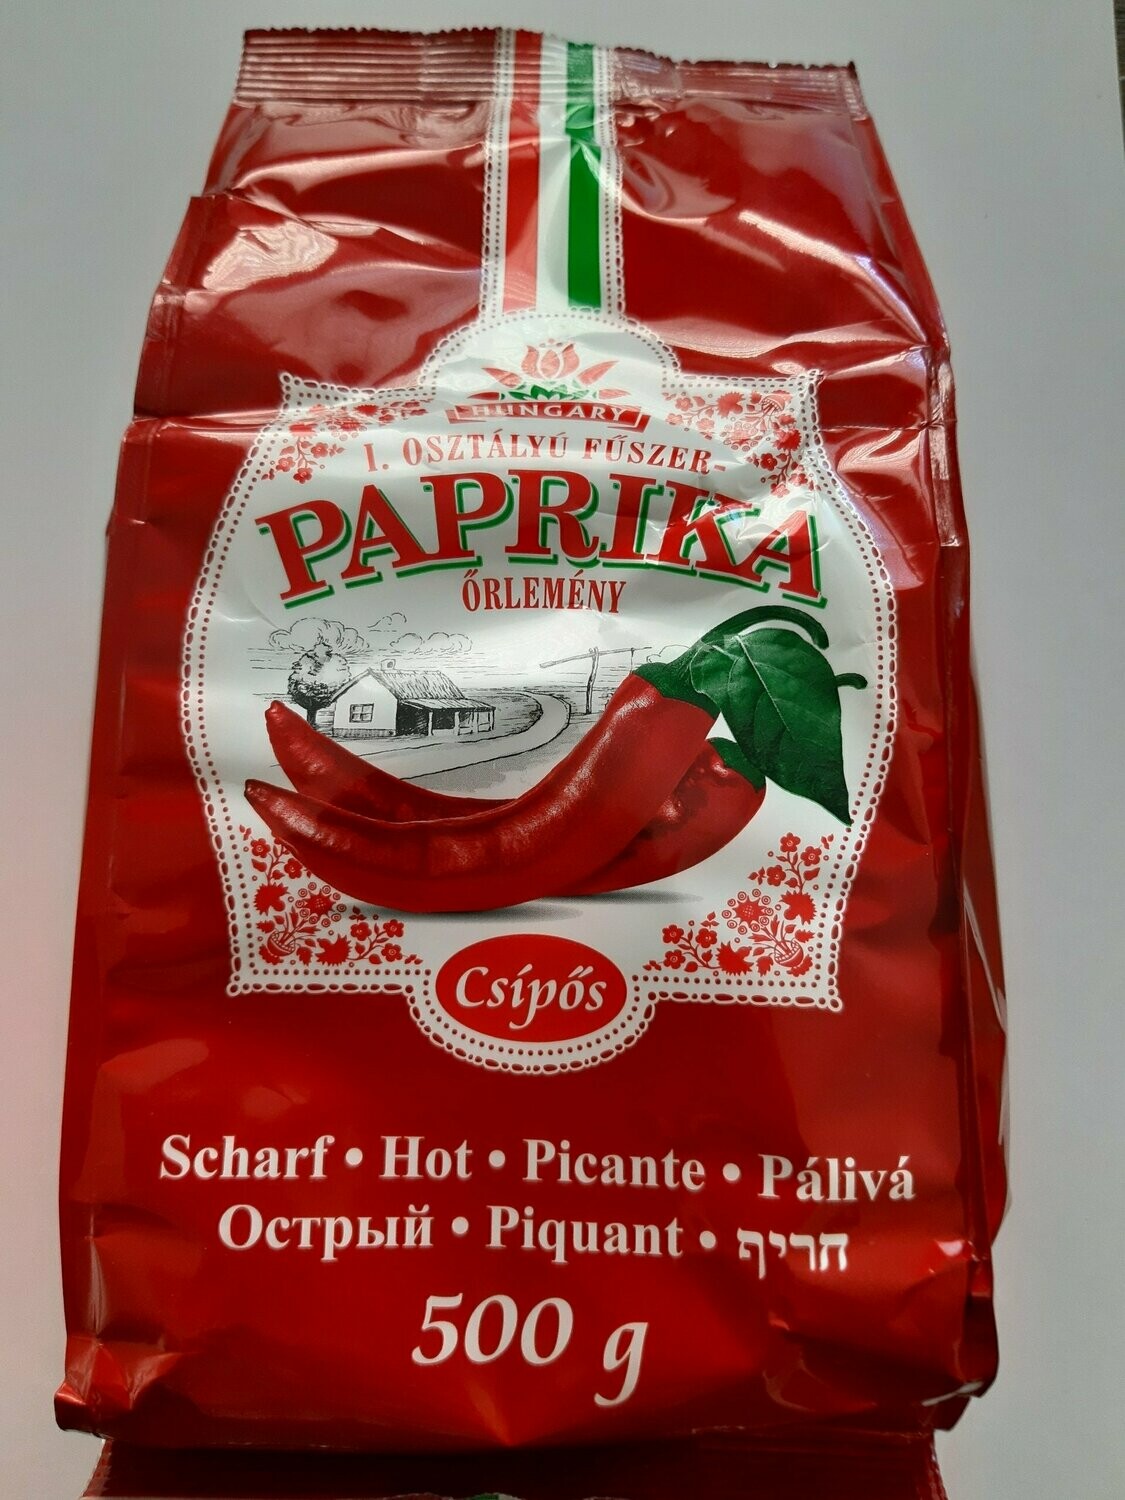 HUNGARY
I. OSZTÁLYÚ FŰSZER-
PAPRIKA
ŐRLEMÉNY
Csípős
Scharf • Hot • Picante • Pálivá
Острый • Piquant • חריף
500 g